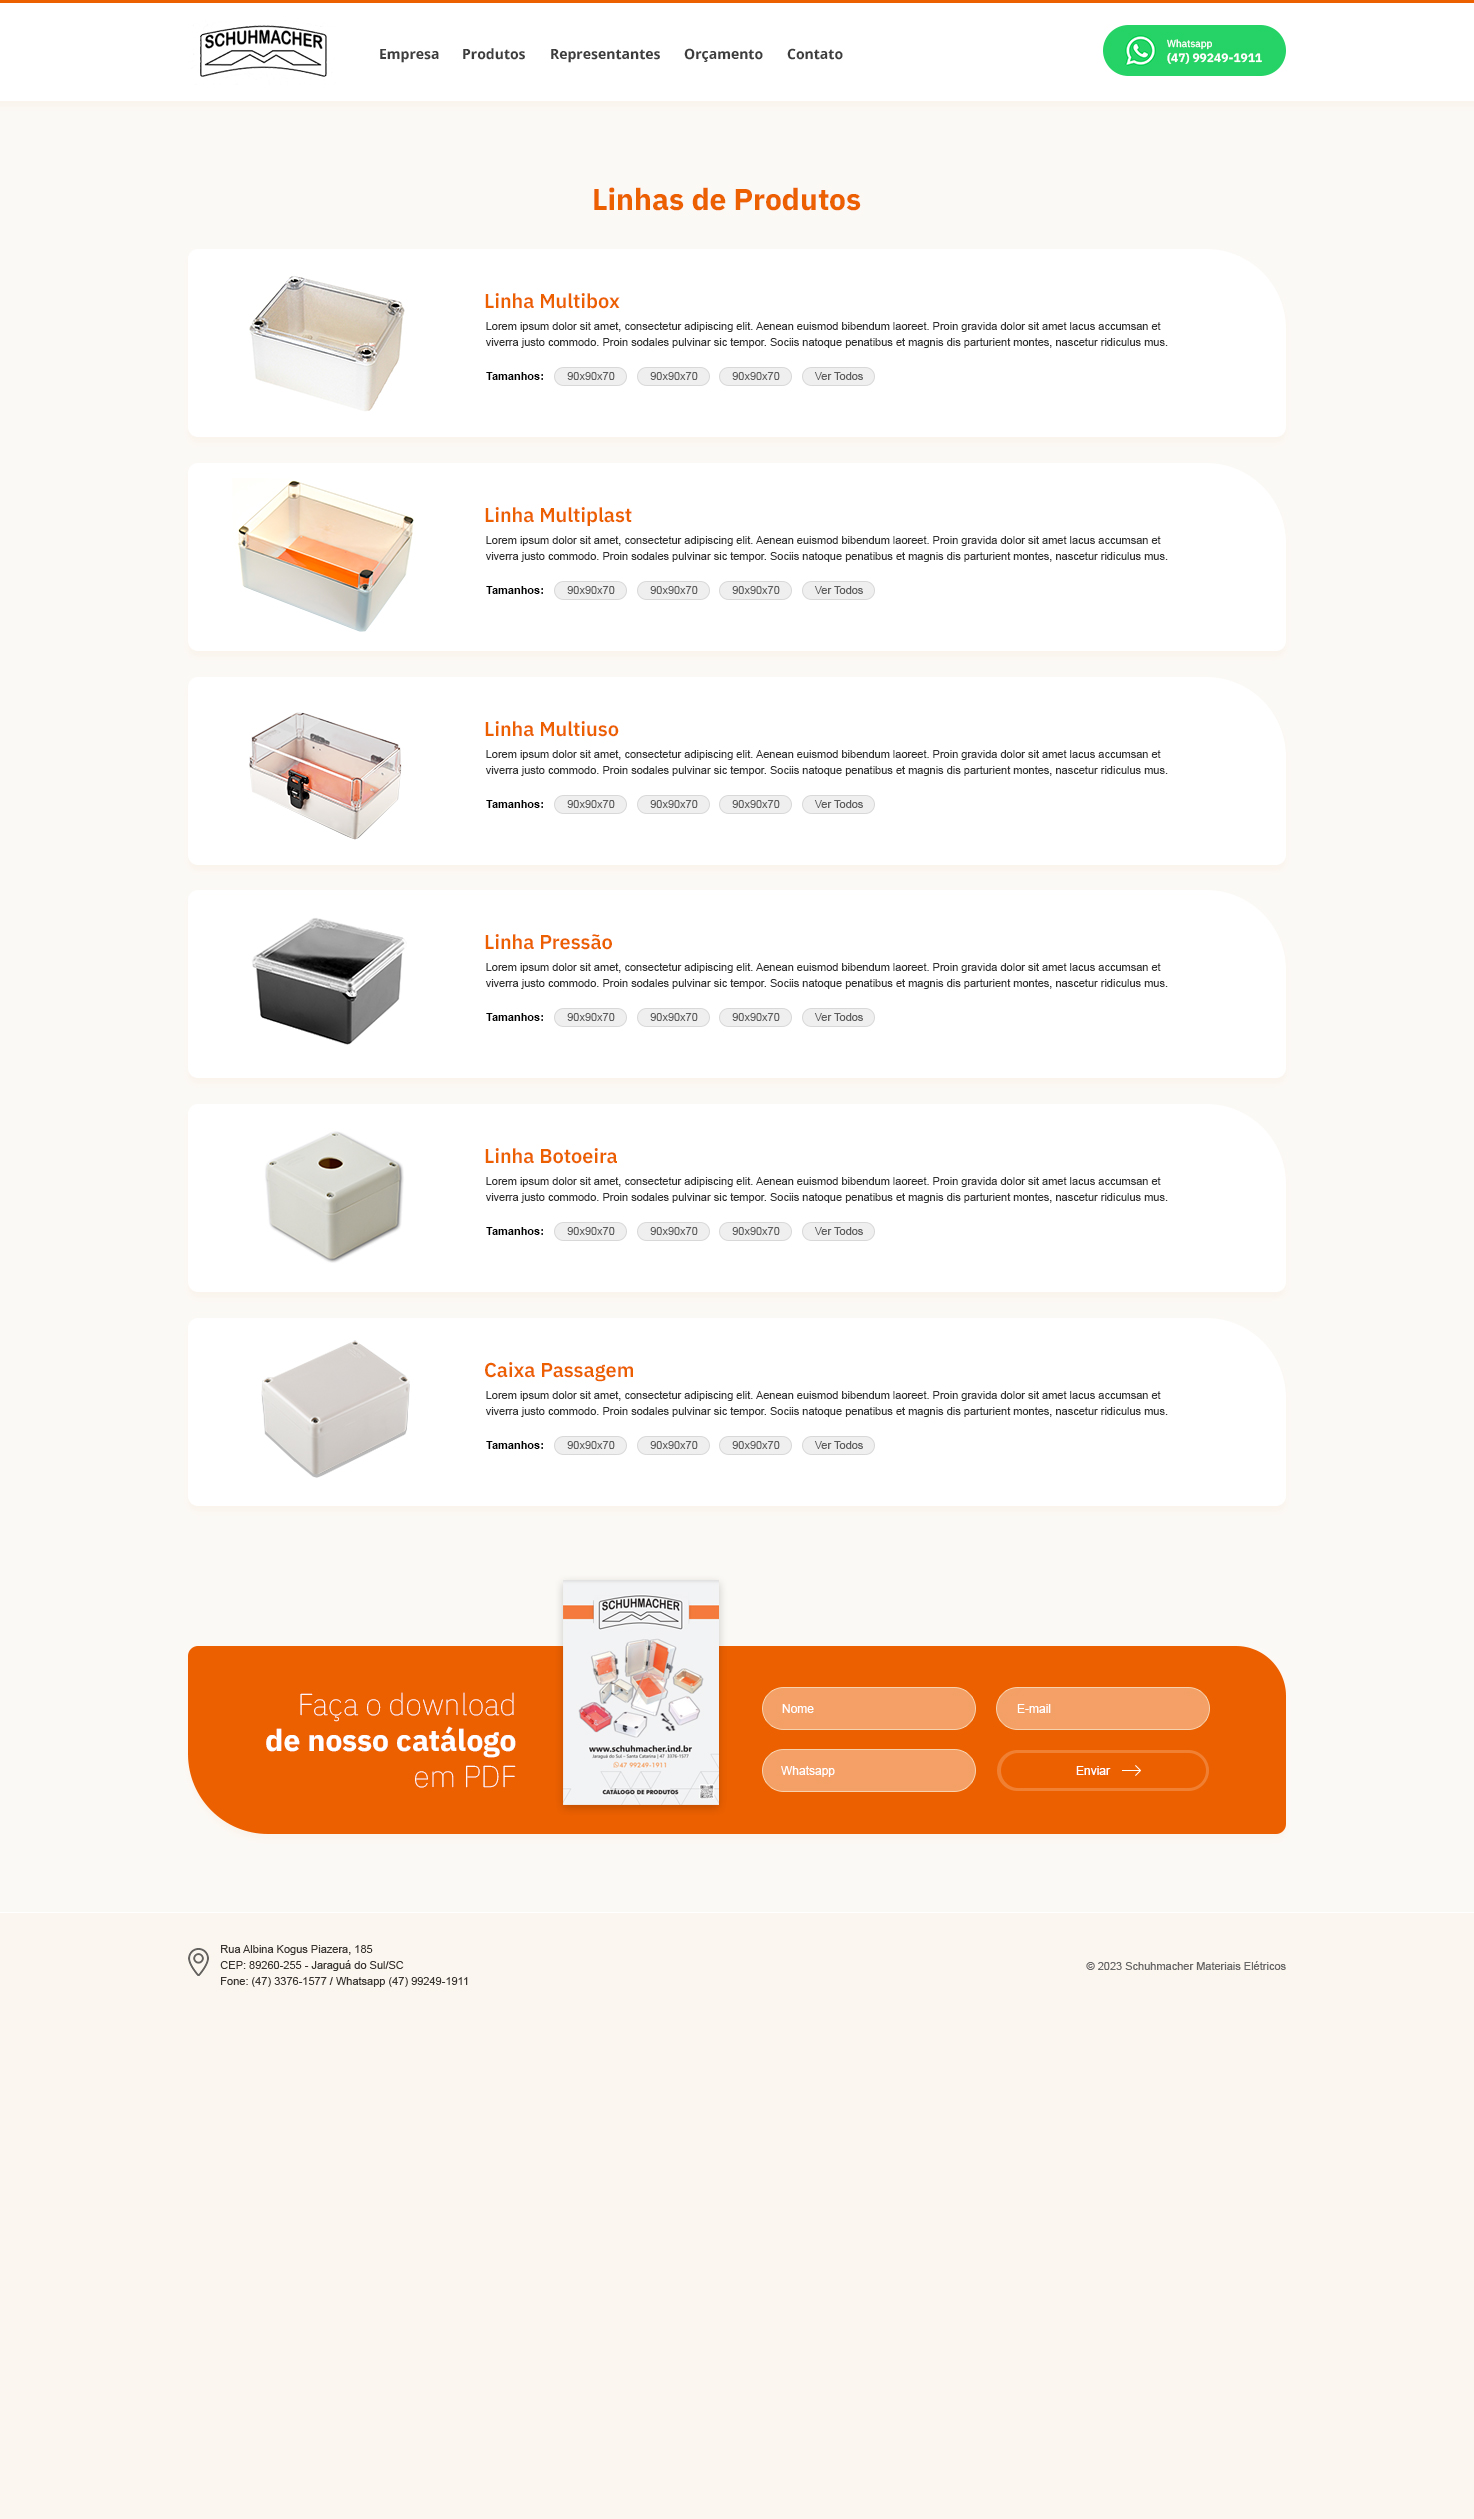 SCHUHMACHER
Empresa
Produtos
Representantes
Orçamento
Contato
Whatsapp
(47) 99249-1911
Linhas de Produtos
Linha Multibox
Lorem ipsum dolor sit amet, consectetur adipiscing elit. Aenean euismod bibendum laoreet. Proin gravida dolor sit amet lacus accumsan et
viverra justo commodo. Proin sodales pulvinar sic tempor. Sociis natoque penatibus et magnis dis parturient montes, nascetur ridiculus mus.
Tamanhos: 90x90x70 90x90x70 90x90x70 Ver Todos
Linha Multiplast
Lorem ipsum dolor sit amet, consectetur adipiscing elit. Aenean euismod bibendum laoreet. Proin gravida dolor sit amet lacus accumsan et
viverra justo commodo. Proin sodales pulvinar sic tempor. Sociis natoque penatibus et magnis dis parturient montes, nascetur ridiculus mus.
Tamanhos: 90x90x70 90x90x70 90x90x70 Ver Todos
Linha Multiuso
Lorem ipsum dolor sit amet, consectetur adipiscing elit. Aenean euismod bibendum laoreet. Proin gravida dolor sit amet lacus accumsan et
viverra justo commodo. Proin sodales pulvinar sic tempor. Sociis natoque penatibus et magnis dis parturient montes, nascetur ridiculus mus.
Tamanhos: 90x90x70 90x90x70 90x90x70 Ver Todos
Linha Pressão
Lorem ipsum dolor sit amet, consectetur adipiscing elit. Aenean euismod bibendum laoreet. Proin gravida dolor sit amet lacus accumsan et
viverra justo commodo. Proin sodales pulvinar sic tempor. Sociis natoque penatibus et magnis dis parturient montes, nascetur ridiculus mus.
Tamanhos: 90x90x70 90x90x70 90x90x70 Ver Todos
Linha Botoeira
Lorem ipsum dolor sit amet, consectetur adipiscing elit. Aenean euismod bibendum laoreet. Proin gravida dolor sit amet lacus accumsan et
viverra justo commodo. Proin sodales pulvinar sic tempor. Sociis natoque penatibus et magnis dis parturient montes, nascetur ridiculus mus.
Tamanhos: 90x90x70 90x90x70 90x90x70 Ver Todos
Caixa Passagem
Lorem ipsum dolor sit amet, consectetur adipiscing elit. Aenean euismod bibendum laoreet. Proin gravida dolor sit amet lacus accumsan et
viverra justo commodo. Proin sodales pulvinar sic tempor. Sociis natoque penatibus et magnis dis parturient montes, nascetur ridiculus mus.
Tamanhos: 90x90x70 90x90x70 90x90x70 Ver Todos
Faça o download
de nosso catálogo
em PDF
SCHUHMACHER
www.schuhmacher.ind.br
Jaraguá do Sul - Santa Catarina | 47 3376-1577
47 99249-1911
CATÁLOGO DE PRODUTOS
Nome
E-mail
Whatsapp
Enviar
Rua Albina Kogus Piazera, 185
CEP: 89260-255 - Jaraguá do Sul/SC
Fone: (47) 3376-1577 / Whatsapp (47) 99249-1911
© 2023 Schuhmacher Materiais Elétricos